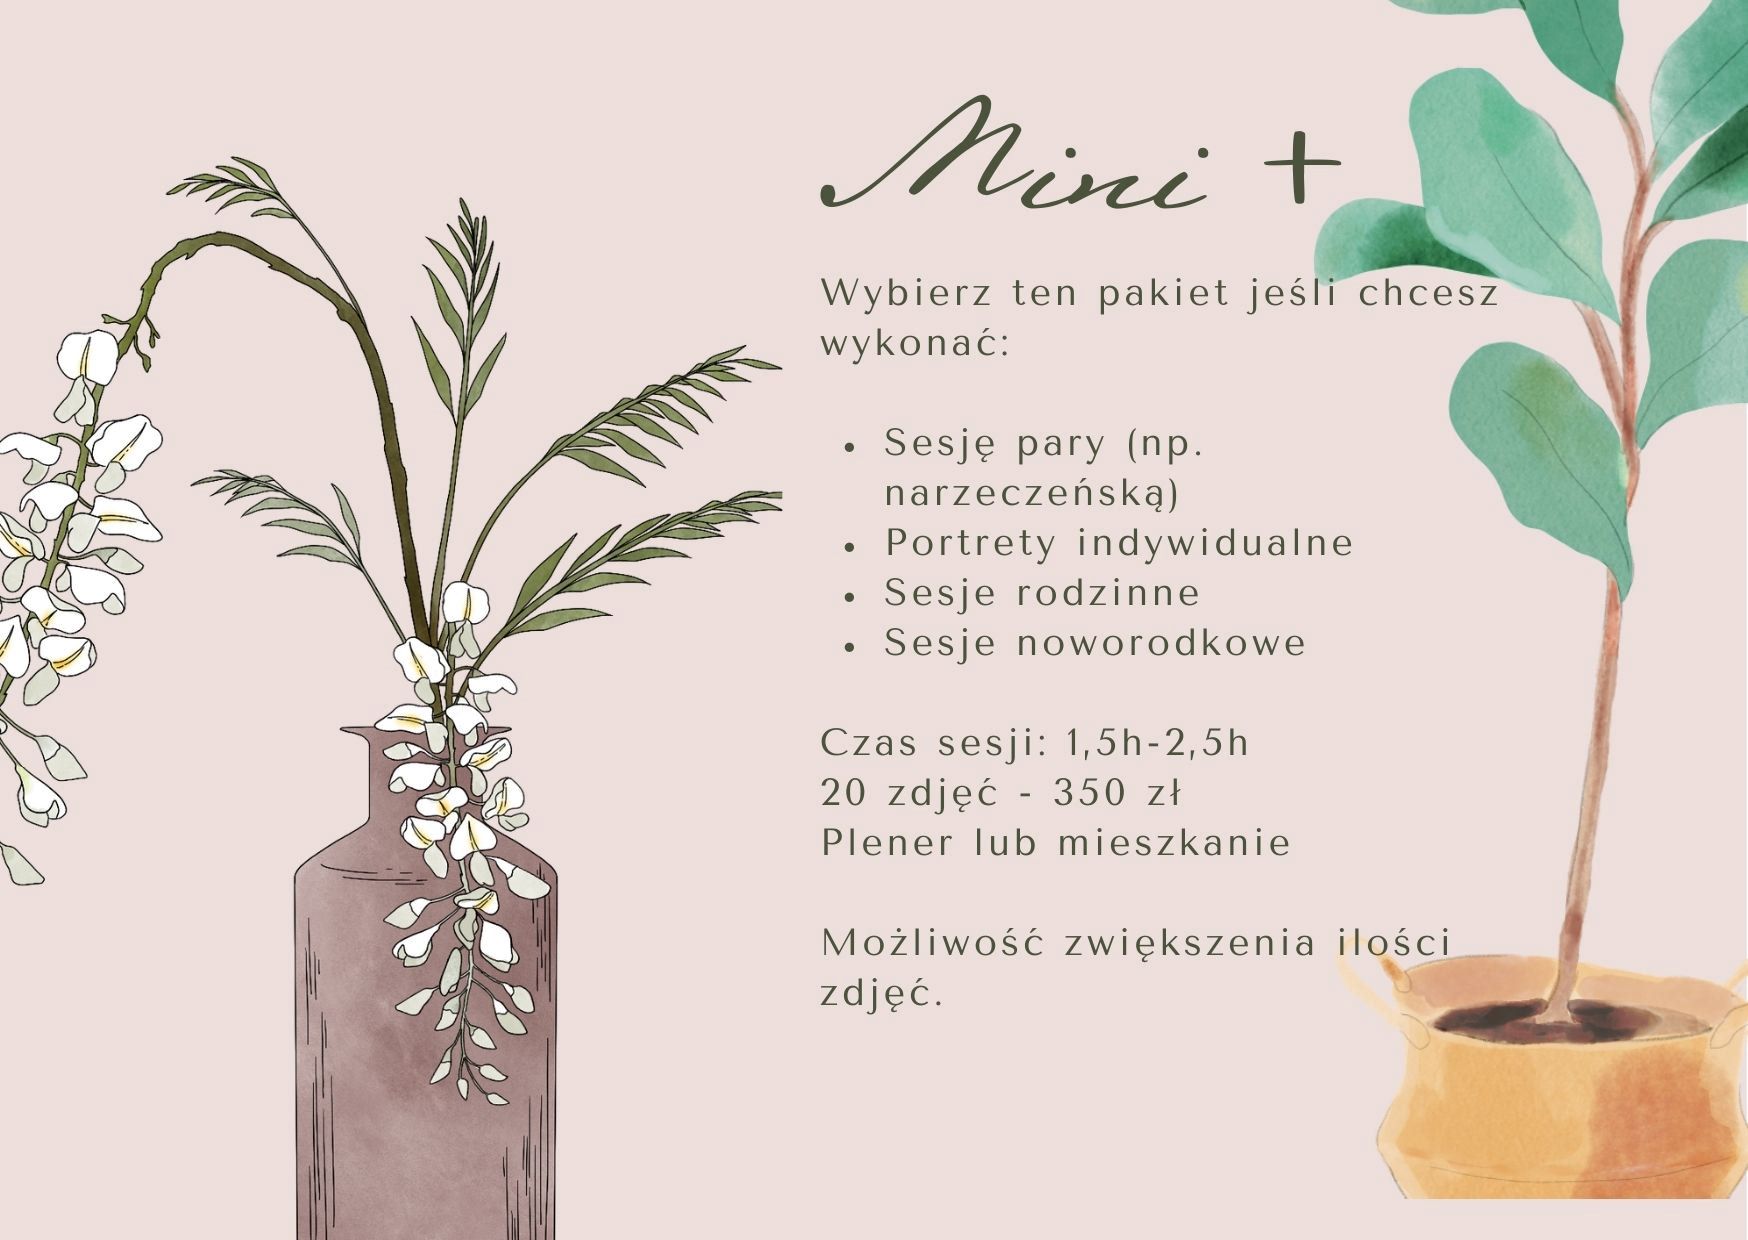 Mini +
Wybierz ten pakiet jeśli chcesz
wykonać:
• Sesję pary (np.
narzeczeńską)
• Portrety indywidualne
• Sesje rodzinne
• Sesje noworodkowe
Czas sesji: 1,5h-2,5h
20 zdjęć - 350 zł
Plener lub mieszkanie
Możliwość zwiększenia ilości
zdjęć.